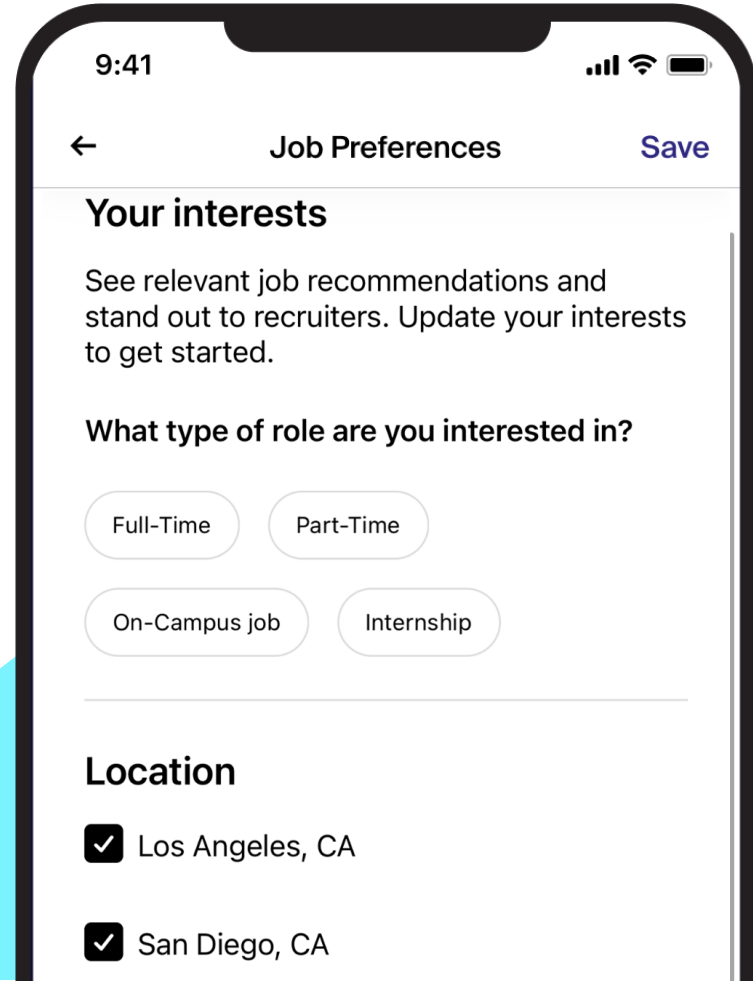 9:41
Job Preferences
Save
Your interests
See relevant job recommendations and
stand out to recruiters. Update your interests
to get started.
What type of role are you interested in?
Full-Time
Part-Time
On-Campus job
Internship
Location
Los Angeles, CA
San Diego, CA